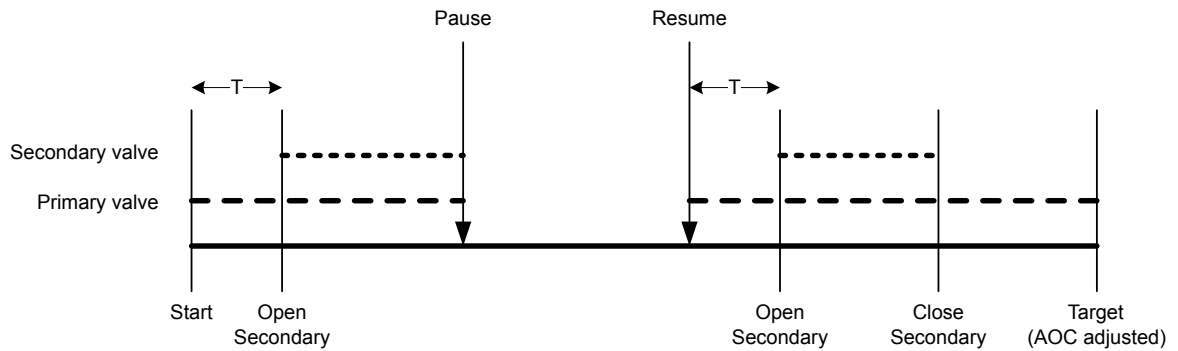 Pause
Resume
T
T
Secondary valve
Primary valve
Start
Open
Secondary
Open
Secondary
Close
Secondary
Target
(AOC adjusted)